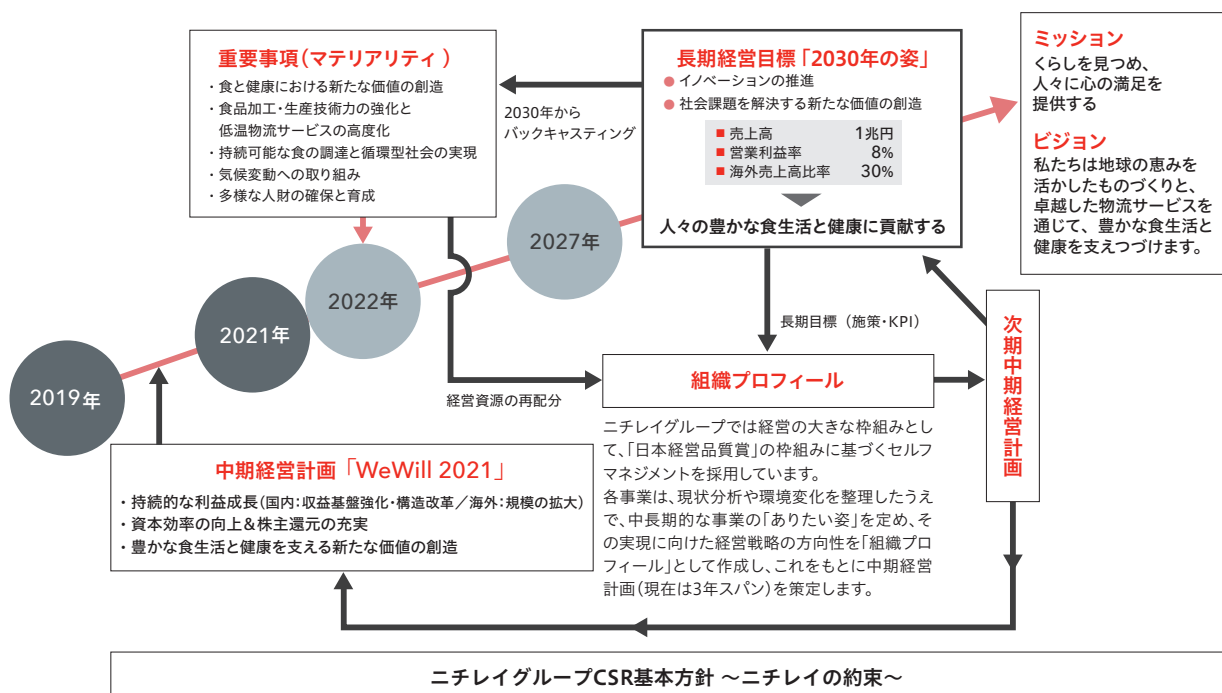 重要事項(マテリアリティ)
・食と健康における新たな価値の創造
・食品加工・生産技術力の強化と
低温物流サービスの高度化
・持続可能な食の調達と循環型社会の実現
・気候変動への取り組み
・多様な人財の確保と育成
2030年から
バックキャスティング
長期経営目標「2030年の姿」
● イノベーションの推進
● 社会課題を解決する新たな価値の創造
■ 売上高 1兆円
■ 営業利益率 8%
■ 海外売上高比率 30%
人々の豊かな食生活と健康に貢献する
ミッション
くらしを見つめ、
人々に心の満足を
提供する
ビジョン
私たちは地球の恵みを
活かしたものづくりと、
卓越した物流サービスを
通じて、豊かな食生活と
健康を支えつづけます。
2019年
2021年
2022年
2027年
長期目標(施策・KPI)
経営資源の再配分
組織プロフィール
ニチレイグループでは経営の大きな枠組みとし
て、「日本経営品質賞」の枠組みに基づくセルフ
マネジメントを採用しています。
各事業は、現状分析や環境変化を整理したうえ
で、中長期的な事業の「ありたい姿」を定め、そ
の実現に向けた経営戦略の方向性を「組織プロ
フィール」として作成し、これをもとに中期経営
計画(現在は3年スパン)を策定します。
次期中期経営計画
中期経営計画「WeWill 2021」
・持続的な利益成長(国内:収益基盤強化・構造改革/海外:規模の拡大)
・資本効率の向上&株主還元の充実
・豊かな食生活と健康を支える新たな価値の創造
ニチレイグループCSR基本方針 ～ニチレイの約束～